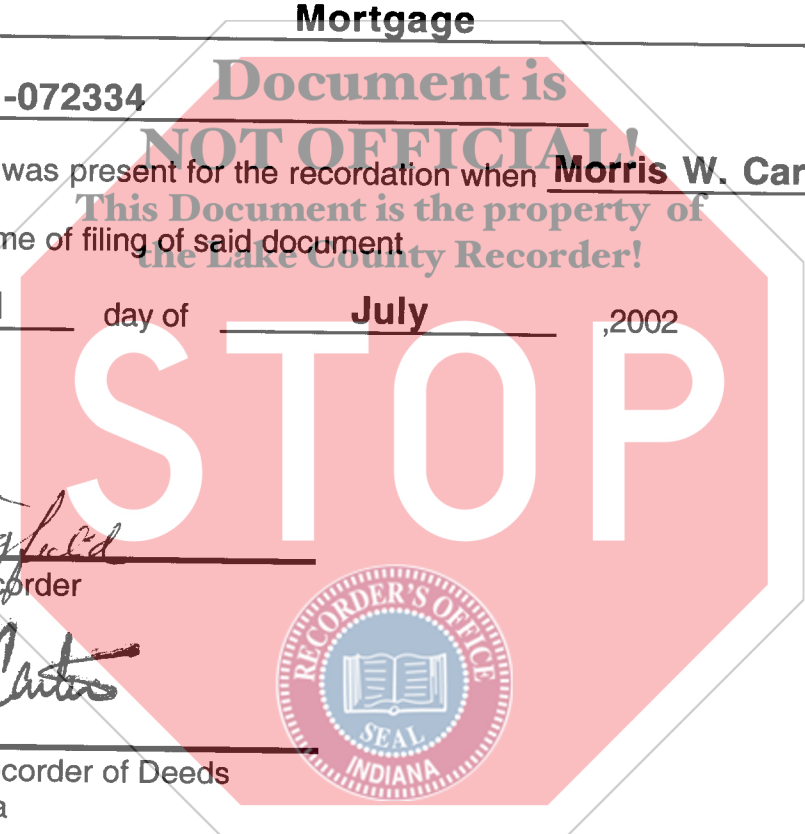 Mortgage
-072334
Document is
NOT OFFICIAL!
was present for the recordation when Morris W. Car
This Document is the property of
me of filing of said document
the Lake County Recorder!
day of July ,2002
STOP
corder
RECORDER'S OFFICE
SEAL
INDIANA
Carter
corder of Deeds
a